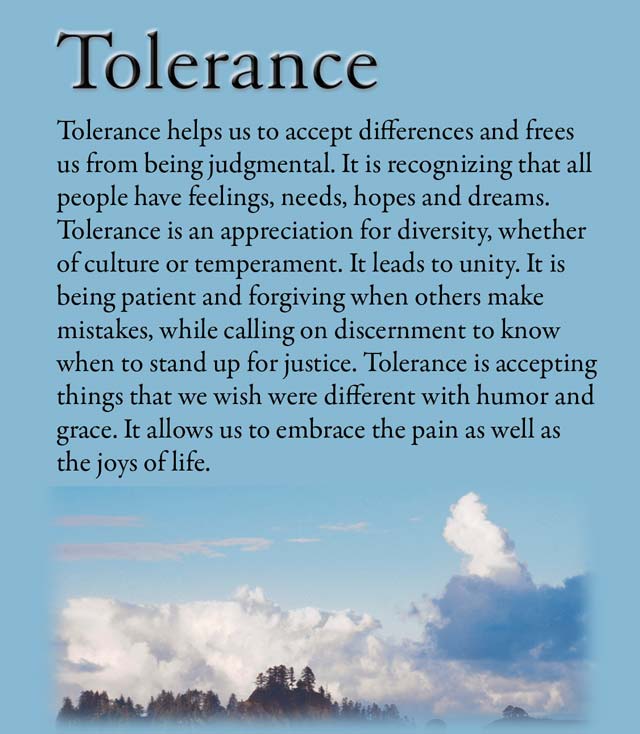 Tolerance
Tolerance helps us to accept differences and frees
us from being judgmental. It is recognizing that all
people have feelings, needs, hopes and dreams.
Tolerance is an appreciation for diversity, whether
of culture or temperament. It leads to unity. It is
being patient and forgiving when others make
mistakes, while calling on discernment to know
when to stand up for justice. Tolerance is accepting
things that we wish were different with humor and
grace. It allows us to embrace the pain as well as
the joys of life.